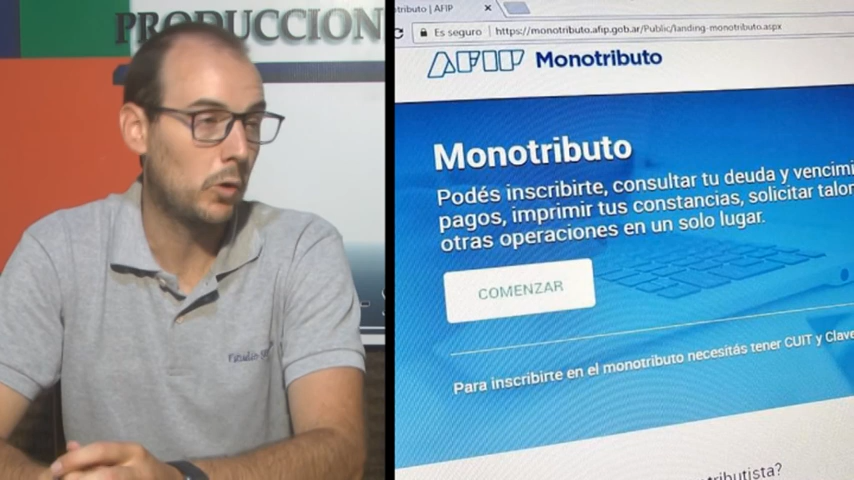 PRODUCCION
Estudio
tributo | AFIP
Es seguro | https://monotributo.afip.gob.ar/Public/landing-monotributo.aspx
AFIP Monotributo
Monotributo
Podés inscribirte, consultar tu deuda y vencimi
pagos, imprimir tus constancias, solicitar talon
otras operaciones en un solo lugar.
COMENZAR
Para inscribirte en el monotributo necesitás tener CUIT y Clave
tributista?